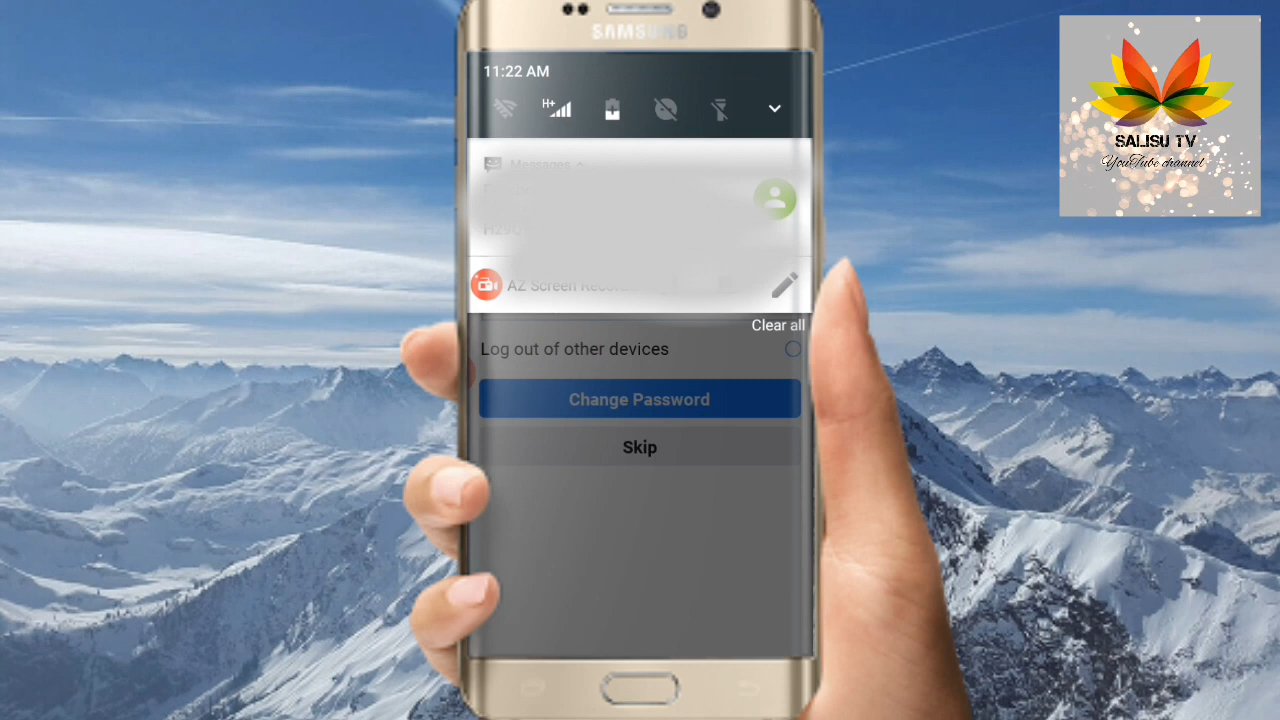 SAMSUNG
11:22 AM
H+
Messages
AZ Screen
Clear all
Log out of other devices
Change Password
Skip
SALISU TV
YouTube channel